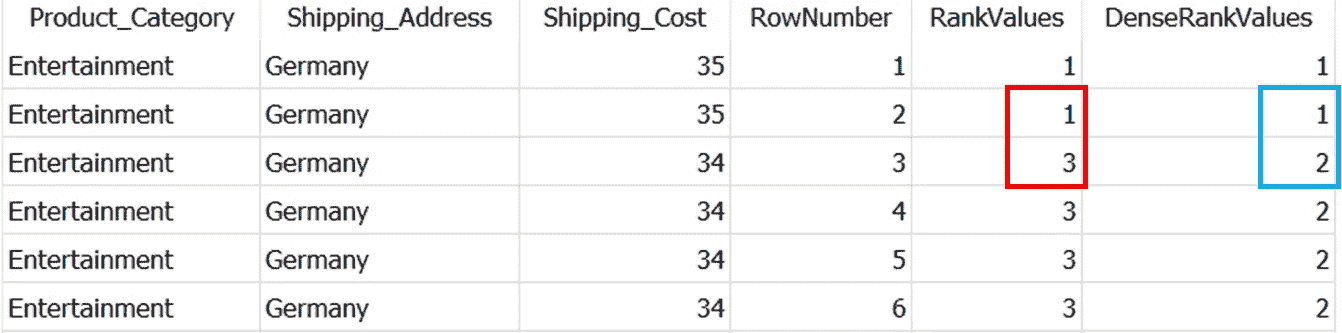 Product_Category Shipping_Address Shipping_Cost RowNumber RankValues DenseRankValues
Entertainment Germany 35 1 1 1
Entertainment Germany 35 2 1 1
Entertainment Germany 34 3 3 2
Entertainment Germany 34 4 3 2
Entertainment Germany 34 5 3 2
Entertainment Germany 34 6 3 2